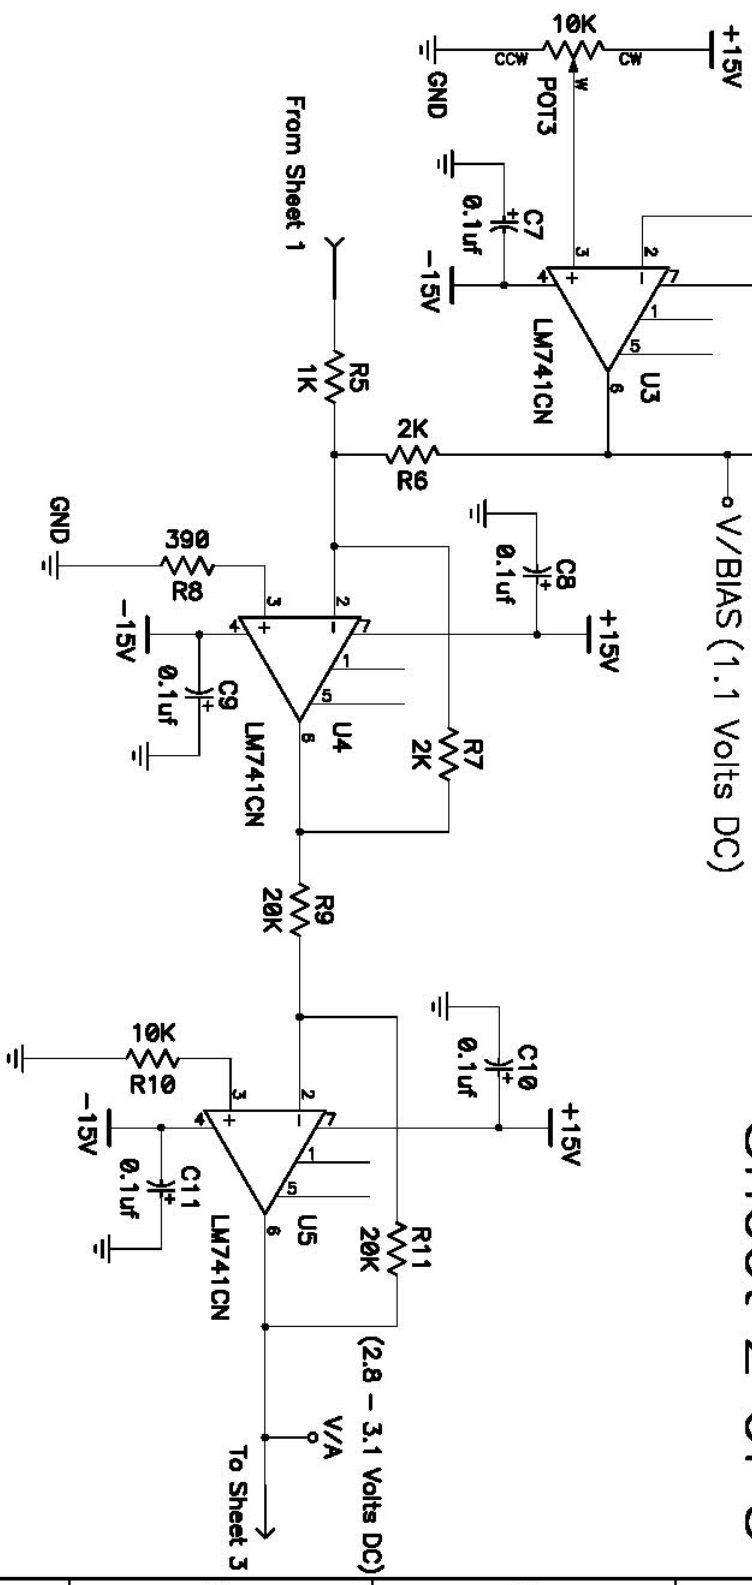 10K
+15V
CCW
CW
W
GND
POT3
From Sheet 1
C7
0.1uf
-15V
3
2
4
+
-
7
1
5
6
U3
LM741CN
R5
1K
2K
R6
V/BIAS (1.1 Volts DC)
GND
390
R8
C8
0.1uf
+15V
3
2
4
+
-
7
1
5
6
-15V
C9
0.1uf
U4
LM741CN
R7
2K
R9
20K
10K
R10
C10
0.1uf
+15V
3
2
4
+
-
7
1
5
6
-15V
C11
0.1uf
U5
LM741CN
R11
20K
(2.8 - 3.1 Volts DC)
V/A
To Sheet 3